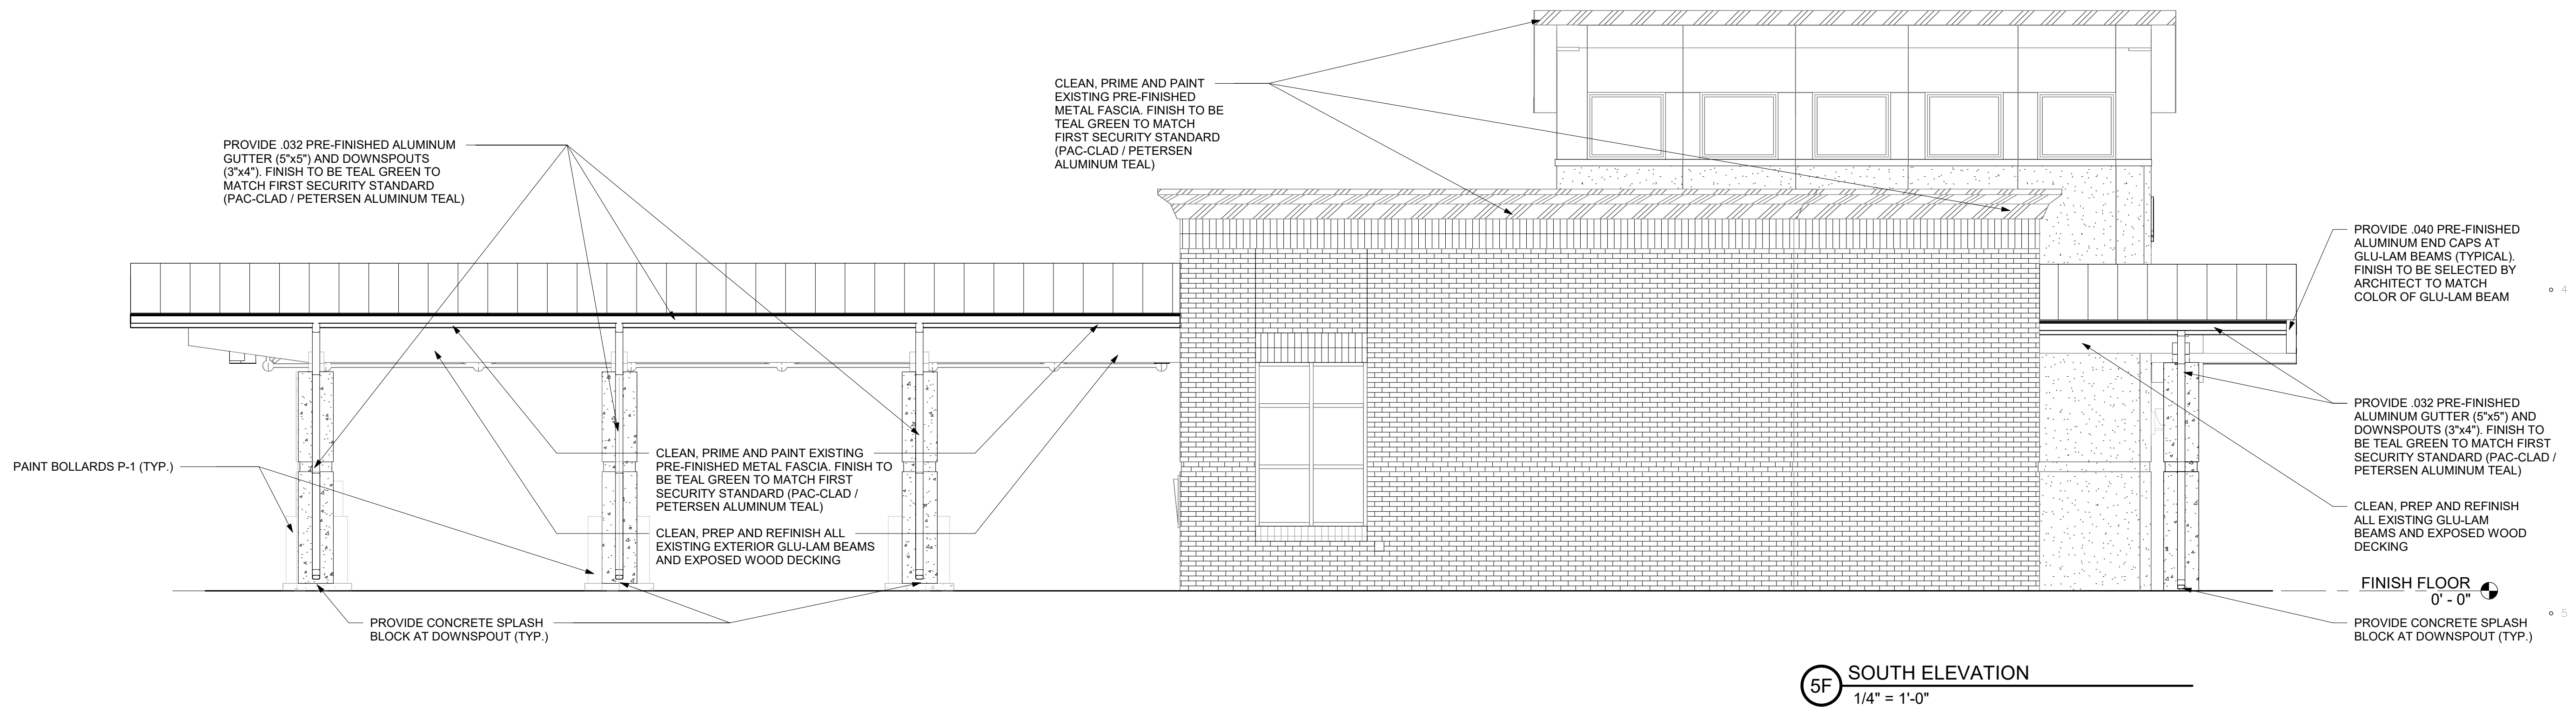 CLEAN, PRIME AND PAINT
EXISTING PRE-FINISHED
METAL FASCIA. FINISH TO BE
TEAL GREEN TO MATCH
FIRST SECURITY STANDARD
(PAC-CLAD / PETERSEN
ALUMINUM TEAL)
PROVIDE .032 PRE-FINISHED ALUMINUM
GUTTER (5"x5") AND DOWNSPOUTS
(3"x4"). FINISH TO BE TEAL GREEN TO
MATCH FIRST SECURITY STANDARD
(PAC-CLAD / PETERSEN ALUMINUM TEAL)
PROVIDE .040 PRE-FINISHED
ALUMINUM END CAPS AT
GLU-LAM BEAMS (TYPICAL).
FINISH TO BE SELECTED BY
ARCHITECT TO MATCH
COLOR OF GLU-LAM BEAM
4
PROVIDE .032 PRE-FINISHED
ALUMINUM GUTTER (5"x5") AND
DOWNSPOUTS (3"x4"). FINISH TO
BE TEAL GREEN TO MATCH FIRST
SECURITY STANDARD (PAC-CLAD /
PETERSEN ALUMINUM TEAL)
CLEAN, PRIME AND PAINT EXISTING
PRE-FINISHED METAL FASCIA. FINISH TO
BE TEAL GREEN TO MATCH FIRST
SECURITY STANDARD (PAC-CLAD /
PETERSEN ALUMINUM TEAL)
PAINT BOLLARDS P-1 (TYP.)
CLEAN, PREP AND REFINISH ALL
EXISTING EXTERIOR GLU-LAM BEAMS
AND EXPOSED WOOD DECKING
CLEAN, PREP AND REFINISH
ALL EXISTING GLU-LAM
BEAMS AND EXPOSED WOOD
DECKING
FINISH FLOOR
0' - 0"
5
PROVIDE CONCRETE SPLASH
BLOCK AT DOWNSPOUT (TYP.)
PROVIDE CONCRETE SPLASH
BLOCK AT DOWNSPOUT (TYP.)
5F
SOUTH ELEVATION
1/4" = 1'-0"